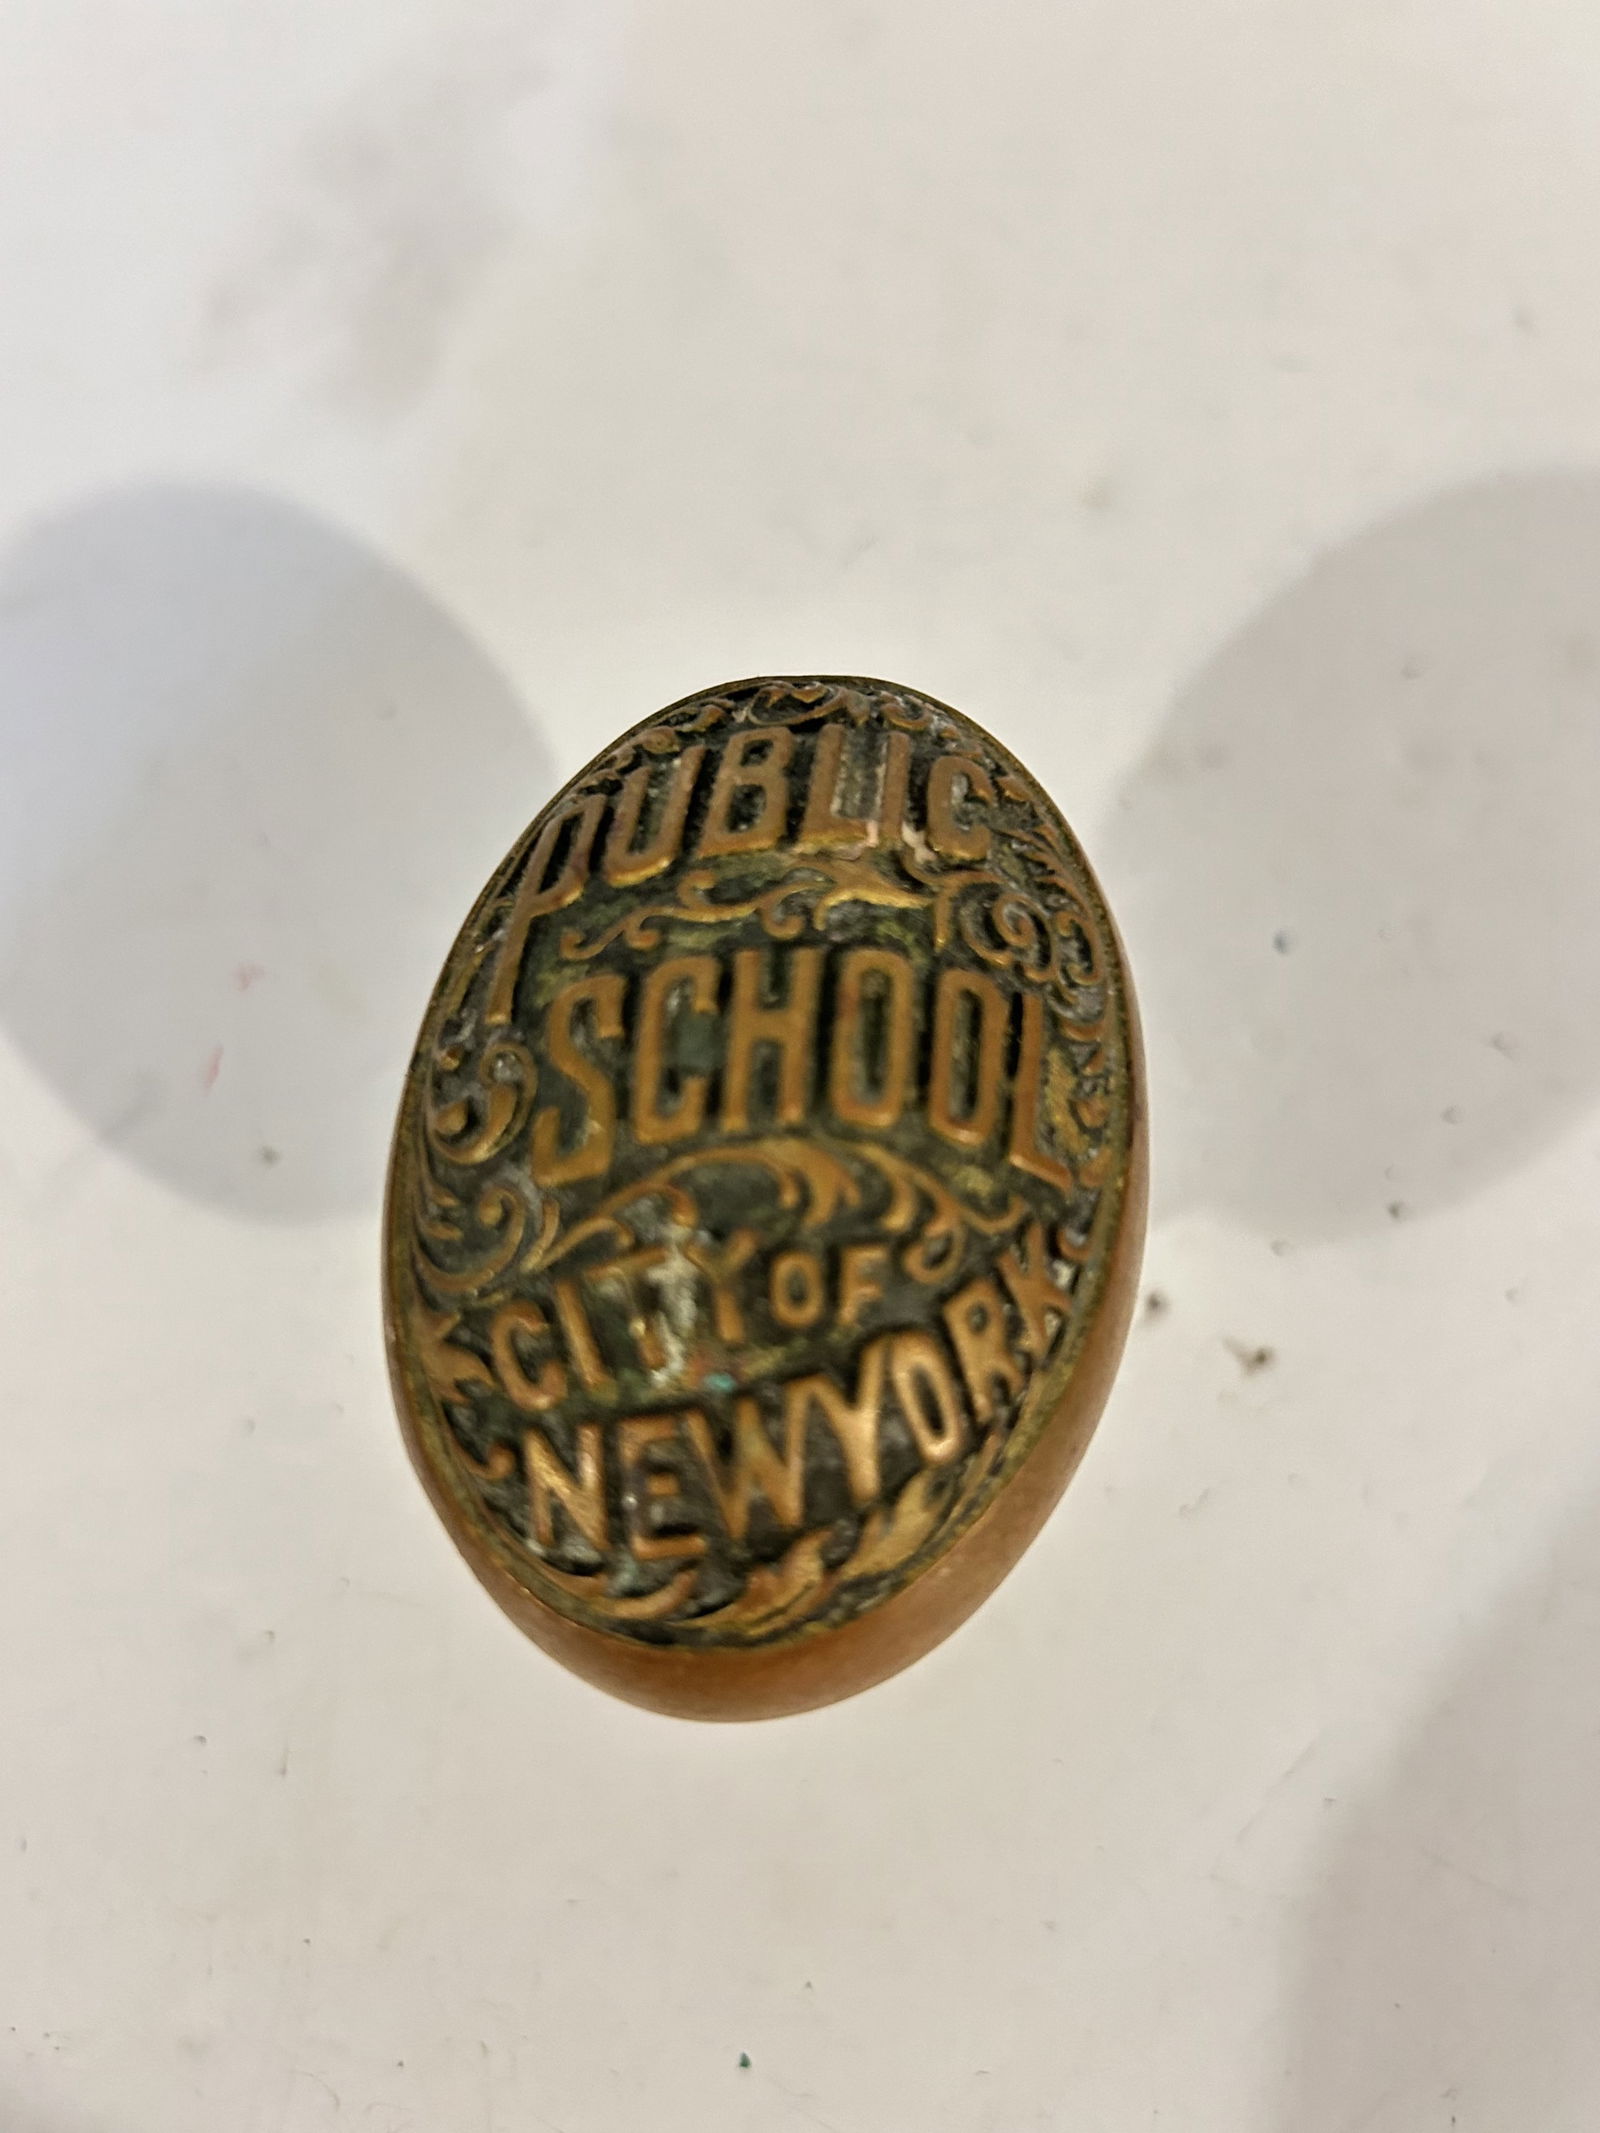 PUBLIC
SCHOOL
CITY OF
NEW YORK